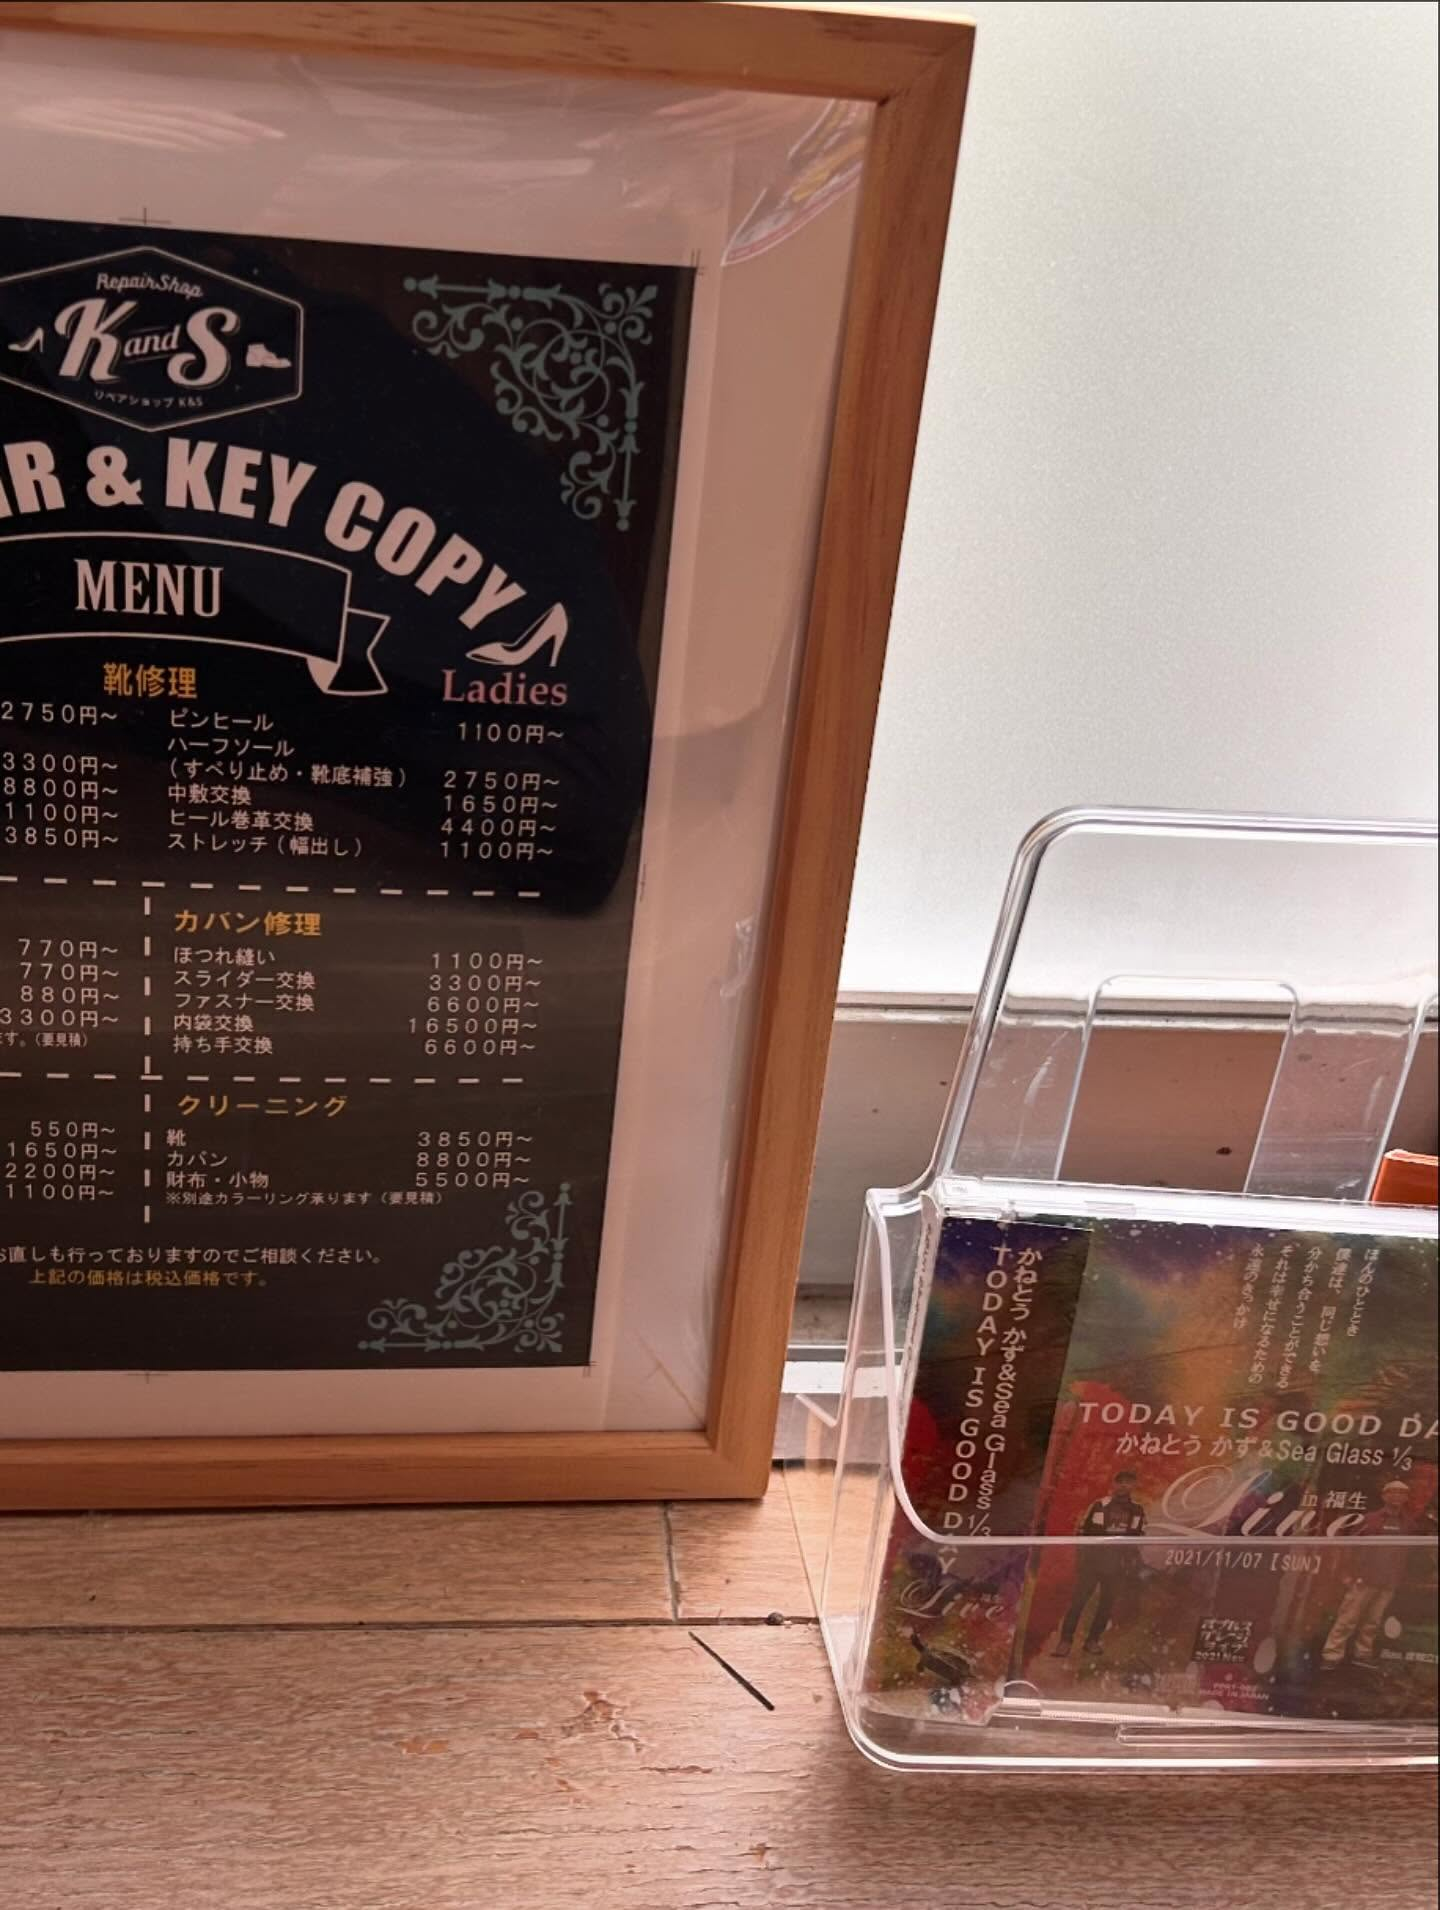 RepairShop
K and S
リペアショップ K&S
IR & KEY COPY
MENU
靴修理
Ladies
2750円～
ピンヒール 1100円～
ハーフソール
3300円～
(すべり止め・靴底補強) 2750円～
8800円～
中敷交換 1650円～
1100円～
ヒール巻革交換 4400円～
3850円～
ストレッチ(幅出し) 1100円～
カバン修理
770円～
ほつれ縫い 1100円～
770円～
スライダー交換 3300円～
880円～
ファスナー交換 6600円～
3300円～
内袋交換 16500円～
ます。(要見積)
持ち手交換 6600円～
クリーニング
550円～
靴 3850円～
1650円～
カバン 8800円～
2200円～
財布・小物 5500円～
1100円～
※別途カラーリング承ります(要見積)
お直しも行っておりますのでご相談ください。
上記の価格は税込価格です。
かねとう かず&Sea Glass 1/3
TODAY IS GOOD DAY
Live
in 福生
ほんのひととき
僕達は、同じ想いを
分かち合うことができる
それは幸せになるための
永遠のきっかけ
TODAY IS GOOD DA
かねとう かず&Sea Glass 1/3
Live
in 福生
2021/11/07 [SUN]
2021 Nov
MADE IN JAPAN